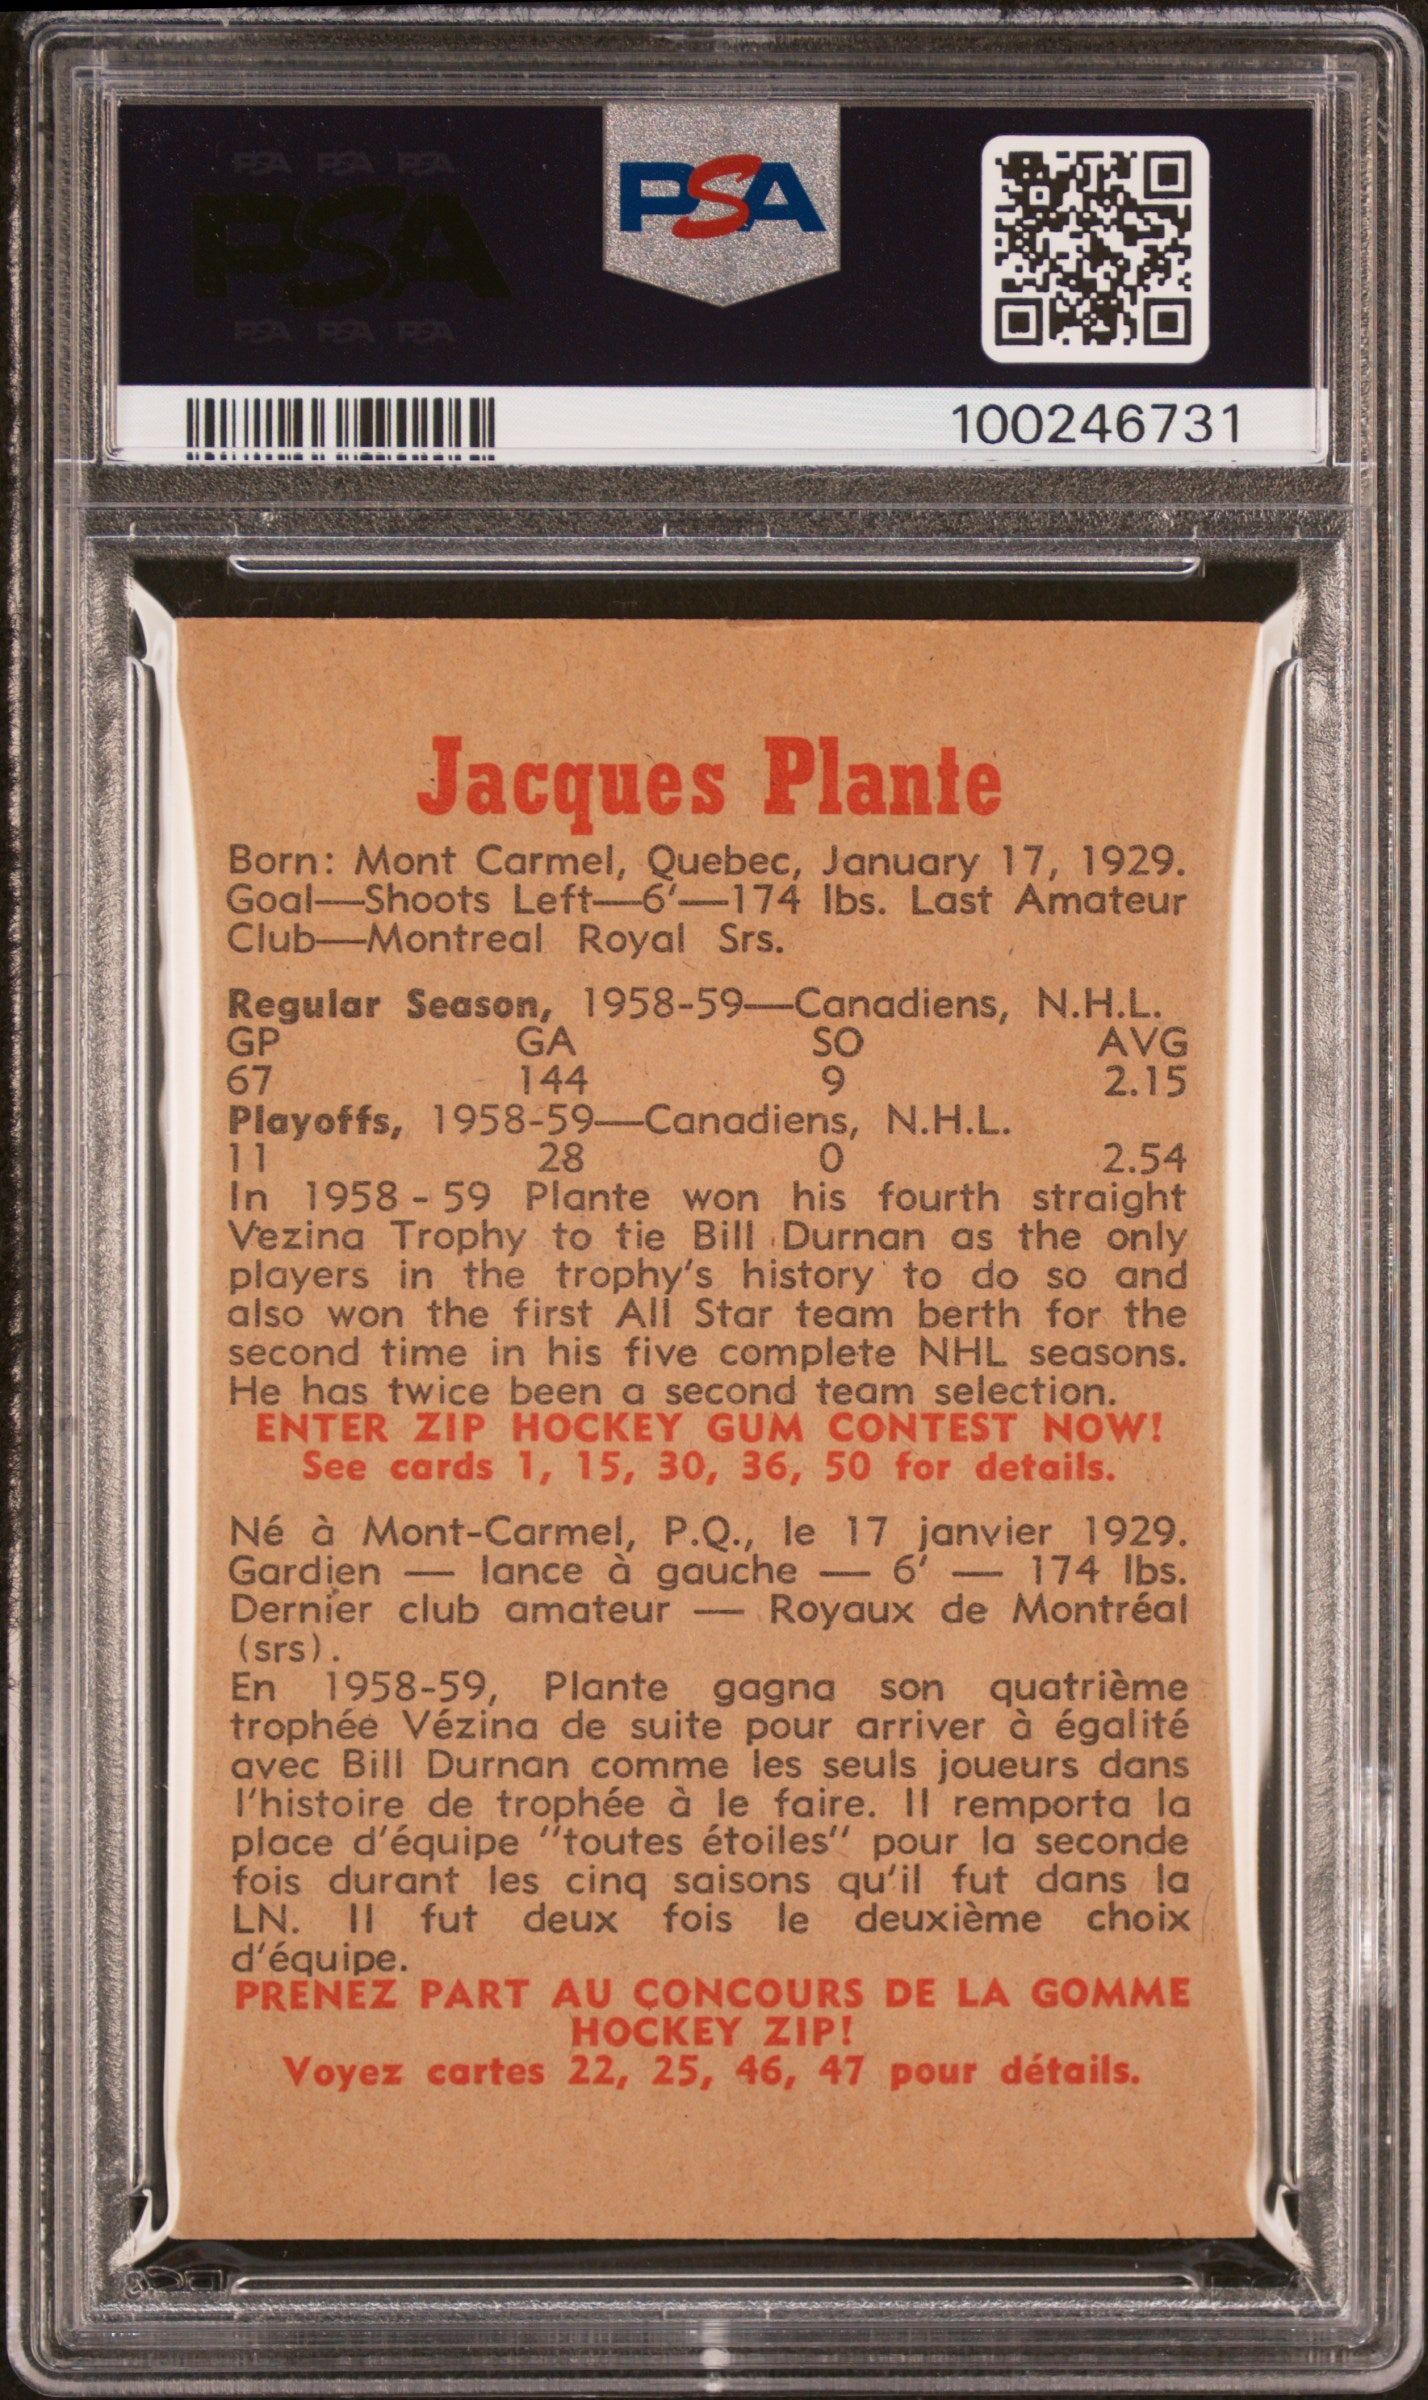 PSA PSA PSA
PSA
PSA PSA PSA
PSA
100246731
Jacques Plante
Born: Mont Carmel, Quebec, January 17, 1929.
Goal—Shoots Left—6'—174 lbs. Last Amateur
Club—Montreal Royal Srs.
Regular Season, 1958-59—Canadiens, N.H.L.
GP GA SO AVG
67 144 9 2.15
Playoffs, 1958-59—Canadiens, N.H.L.
11 28 0 2.54
In 1958-59 Plante won his fourth straight
Vezina Trophy to tie Bill Durnan as the only
players in the trophy's history to do so and
also won the first All Star team berth for the
second time in his five complete NHL seasons.
He has twice been a second team selection.
ENTER ZIP HOCKEY GUM CONTEST NOW!
See cards 1, 15, 30, 36, 50 for details.
Né à Mont-Carmel, P.Q., le 17 janvier 1929.
Gardien — lance à gauche — 6' — 174 lbs.
Dernier club amateur — Royaux de Montréal
(srs).
En 1958-59, Plante gagna son quatrième
trophée Vézina de suite pour arriver à égalité
avec Bill Durnan comme les seuls joueurs dans
l'histoire de trophée à le faire. Il remporta la
place d'équipe "toutes étoiles" pour la seconde
fois durant les cinq saisons qu'il fut dans la
LN. Il fut deux fois le deuxième choix
d'équipe.
PRENEZ PART AU CONCOURS DE LA GOMME
HOCKEY ZIP!
Voyez cartes 22, 25, 46, 47 pour détails.